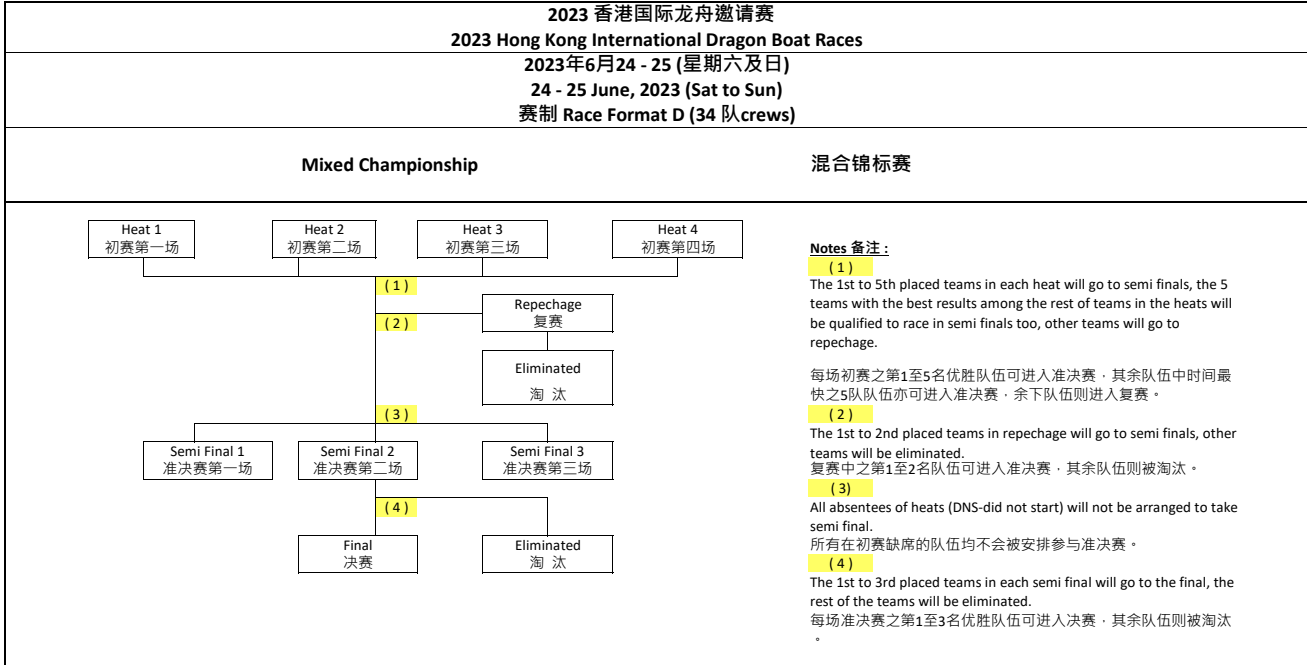 2023 香港国际龙舟邀请赛
2023 Hong Kong International Dragon Boat Races
2023年6月24 - 25 (星期六及日)
24 - 25 June, 2023 (Sat to Sun)
赛制 Race Format D (34 队crews)
Mixed Championship
混合锦标赛
Heat 1
初赛第一场
Heat 2
初赛第二场
Heat 3
初赛第三场
Heat 4
初赛第四场
( 1 )
( 2 )
Repechage
复赛
Eliminated
淘 汰
( 3 )
Semi Final 1
准决赛第一场
Semi Final 2
准决赛第二场
Semi Final 3
准决赛第三场
( 4 )
Final
决赛
Eliminated
淘 汰
Notes 备注 :
( 1 )
The 1st to 5th placed teams in each heat will go to semi finals, the 5
teams with the best results among the rest of teams in the heats will
be qualified to race in semi finals too, other teams will go to
repechage.
每场初赛之第1至5名优胜队伍可进入准决赛，其余队伍中时间最
快之5队队伍亦可进入准决赛，余下队伍则进入复赛。
( 2 )
The 1st to 2nd placed teams in repechage will go to semi finals, other
teams will be eliminated.
复赛中之第1至2名队伍可进入准决赛，其余队伍则被淘汰。
( 3)
All absentees of heats (DNS-did not start) will not be arranged to take
semi final.
所有在初赛缺席的队伍均不会被安排参与准决赛。
( 4 )
The 1st to 3rd placed teams in each semi final will go to the final, the
rest of the teams will be eliminated.
每场准决赛之第1至3名优胜队伍可进入决赛，其余队伍则被淘汰
。